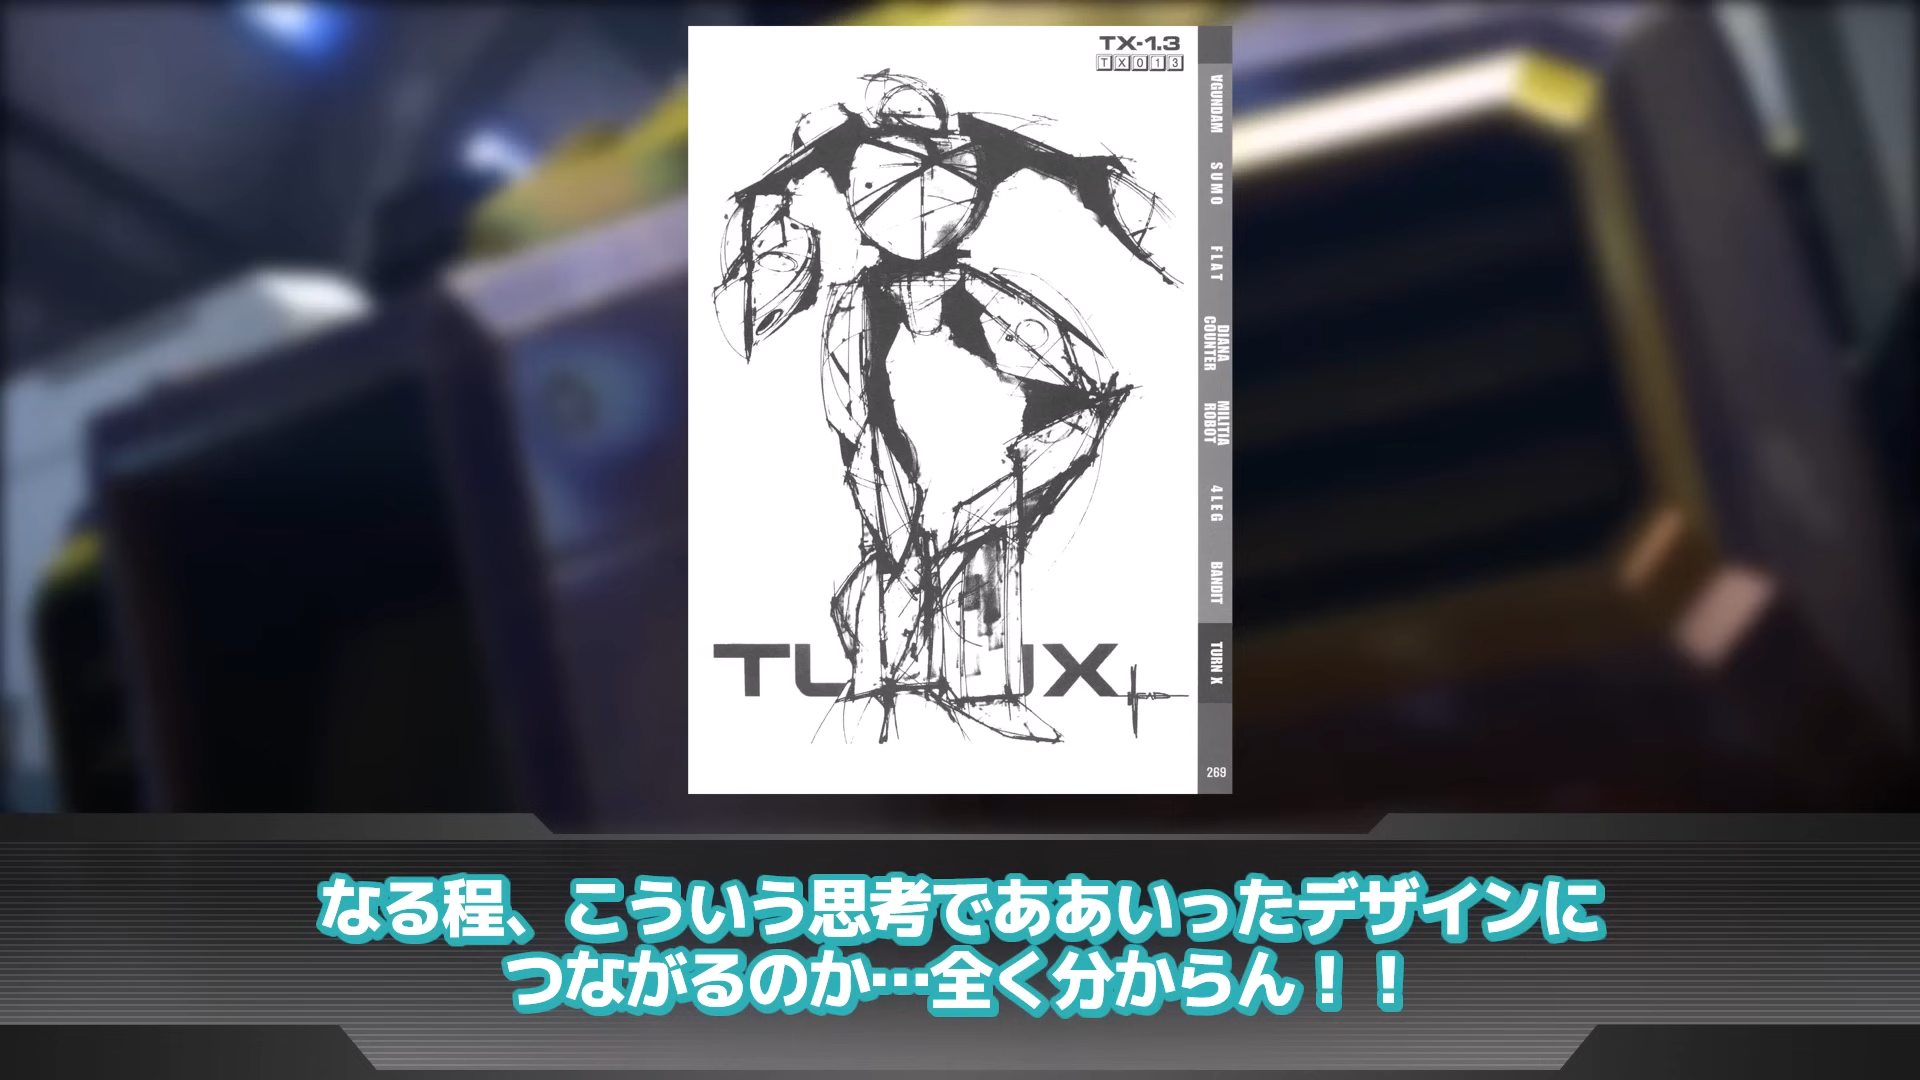 TX-1.3
TX013
∀GUNDAM
SUMO
FLAT
DIANA
COUNTER
MILITIA
ROBOT
4LEG
BANDIT
TURN X
269
なる程、こういう思考でああいったデザインに
つながるのか…全く分からん！！